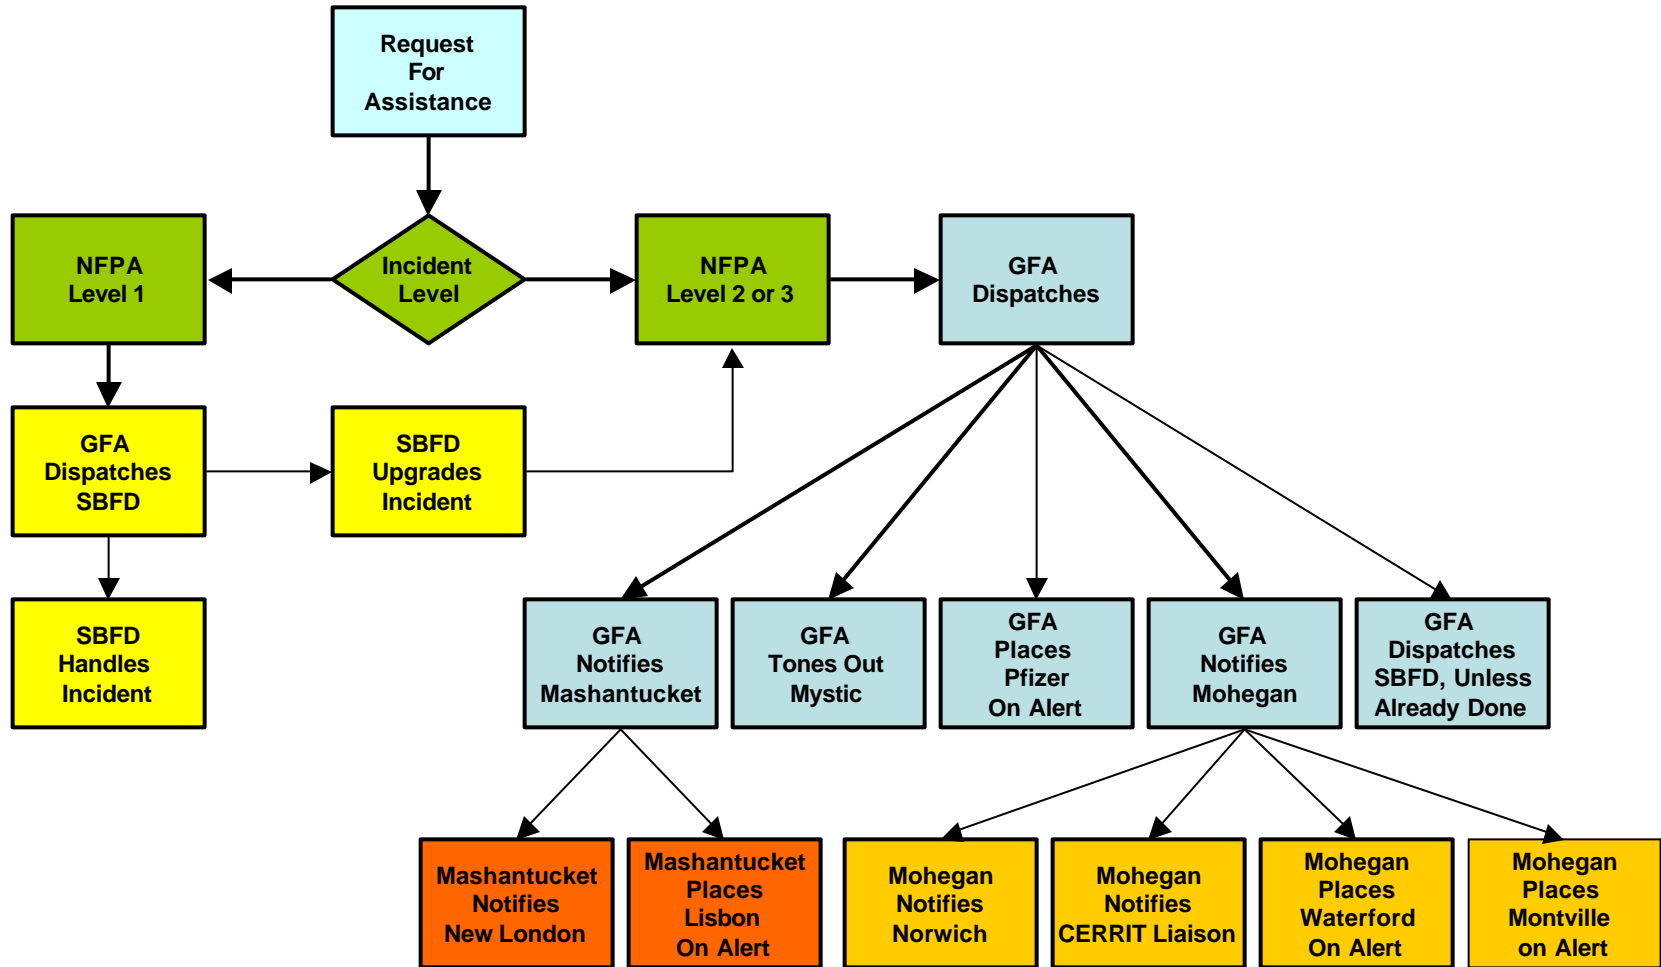 Request
For
Assistance
NFPA
Level 1
Incident
Level
NFPA
Level 2 or 3
GFA
Dispatches
GFA
Dispatches
SBFD
SBFD
Upgrades
Incident
SBFD
Handles
Incident
GFA
Notifies
Mashantucket
GFA
Tones Out
Mystic
GFA
Places
Pfizer
On Alert
GFA
Notifies
Mohegan
GFA
Dispatches
SBFD, Unless
Already Done
Mashantucket
Notifies
New London
Mashantucket
Places
Lisbon
On Alert
Mohegan
Notifies
Norwich
Mohegan
Notifies
CERRIT Liaison
Mohegan
Places
Waterford
On Alert
Mohegan
Places
Montville
on Alert